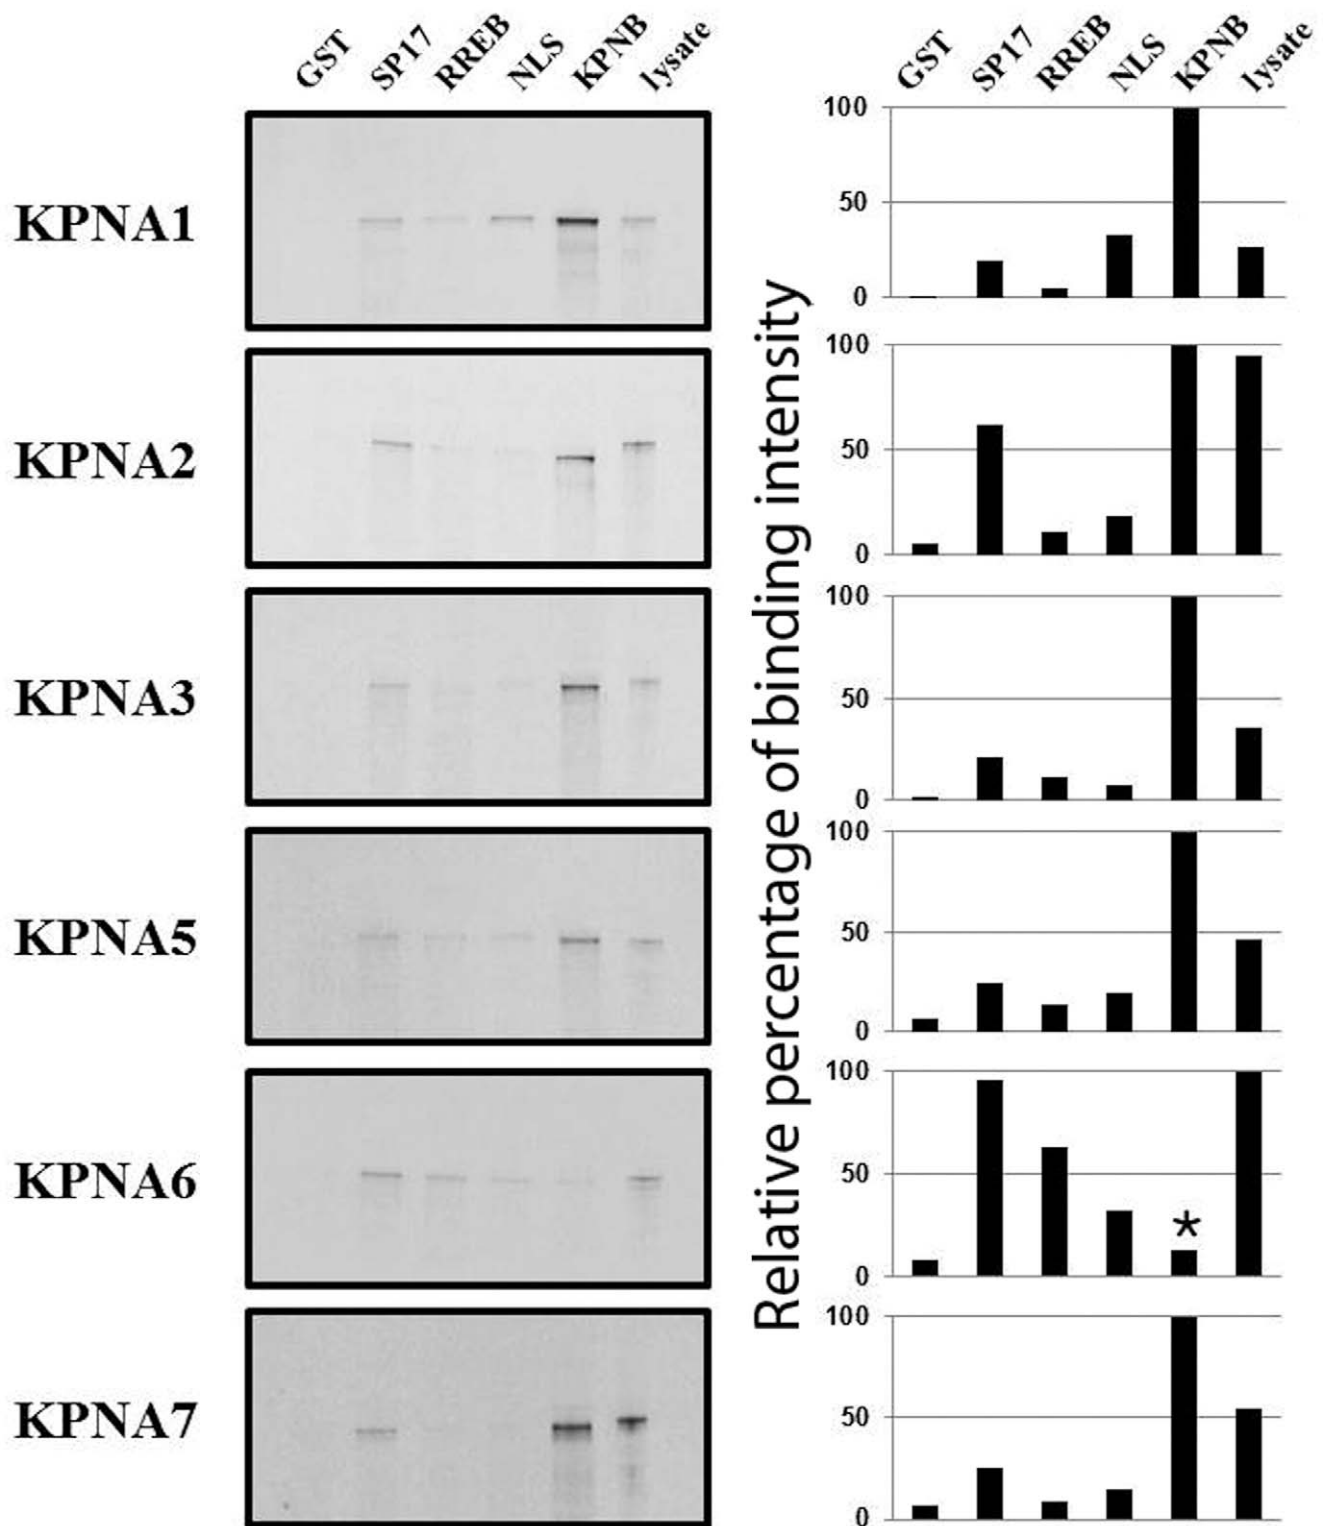 GST SP17 RREB NLS KPNB lysate
GST SP17 RREB NLS KPNB lysate
KPNA1
100
50
0
KPNA2
100
50
0
KPNA3
100
50
0
KPNA5
100
50
0
KPNA6
100
50
*
0
KPNA7
100
50
0
Relative percentage of binding intensity